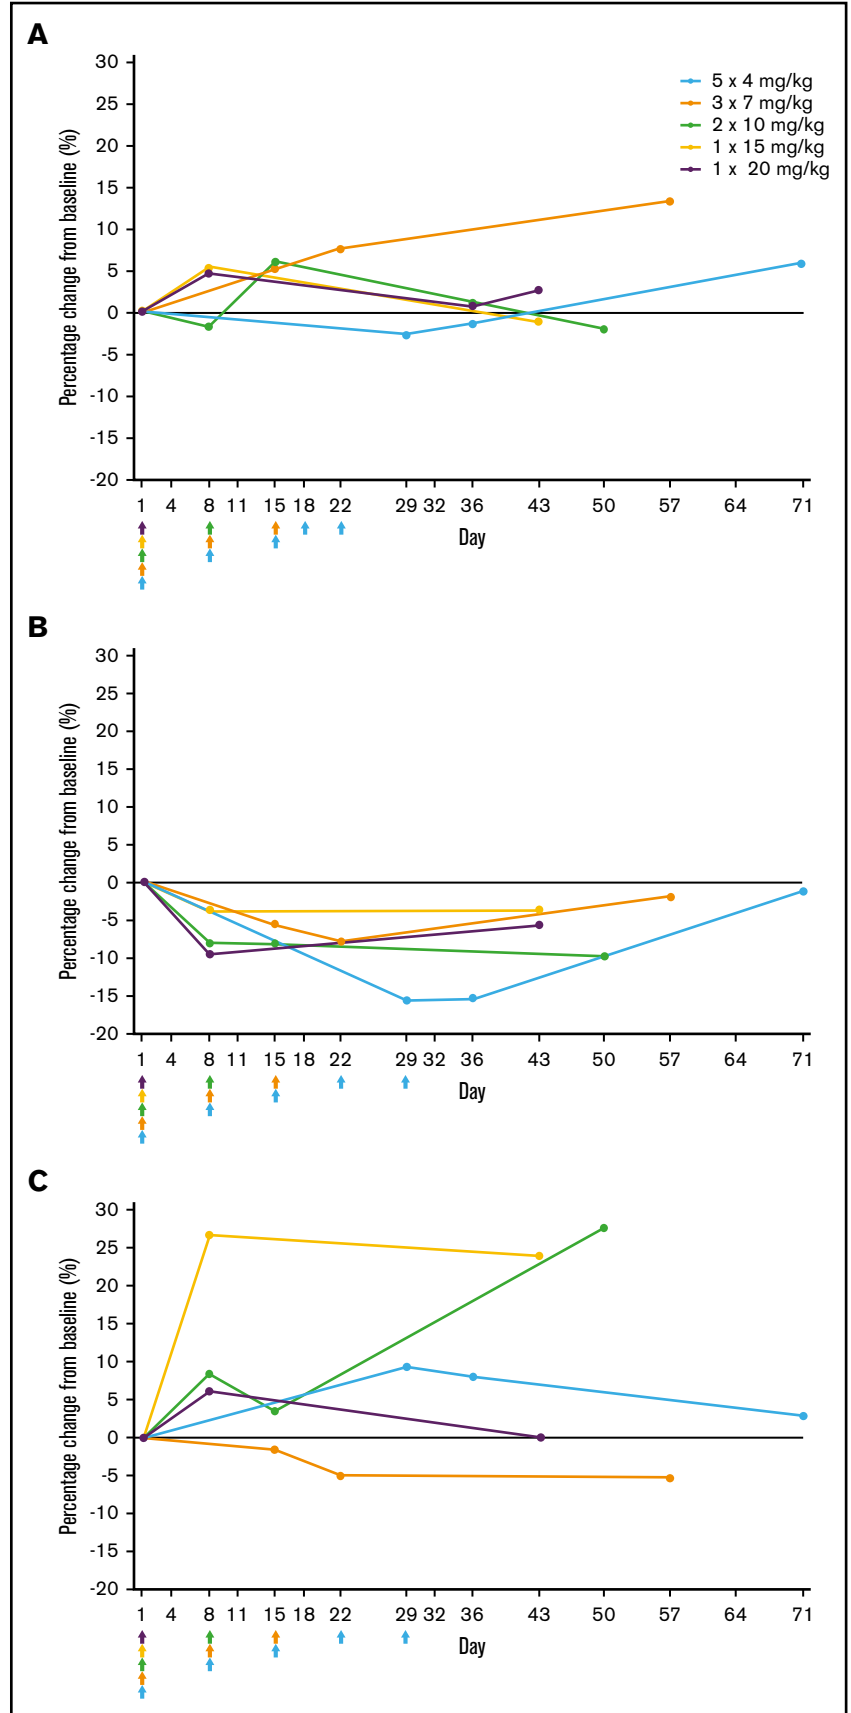 A
30
25
20
15
10
5
0
-5
-10
-15
-20
Percentage change from baseline (%)
5 x 4 mg/kg
3 x 7 mg/kg
2 x 10 mg/kg
1 x 15 mg/kg
1 x 20 mg/kg
1 4 8 11 15 18 22 29 32 36 43 50 57 64 71
Day
B
30
25
20
15
10
5
0
-5
-10
-15
-20
Percentage change from baseline (%)
1 4 8 11 15 18 22 29 32 36 43 50 57 64 71
Day
C
30
25
20
15
10
5
0
-5
-10
-15
-20
Percentage change from baseline (%)
1 4 8 11 15 18 22 29 32 36 43 50 57 64 71
Day